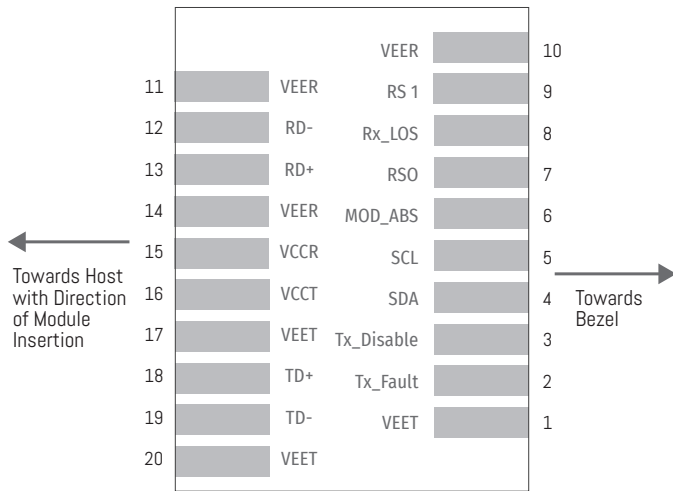 VEER 10
11 VEER
RS 1 9
12 RD-
Rx_LOS 8
13 RD+
RSO 7
14 VEER
MOD_ABS 6
15 VCCR
SCL 5
16 VCCT
SDA 4
17 VEET
Tx_Disable 3
18 TD+
Tx_Fault 2
19 TD-
VEET 1
20 VEET
Towards Host
with Direction
of Module
Insertion
Towards
Bezel